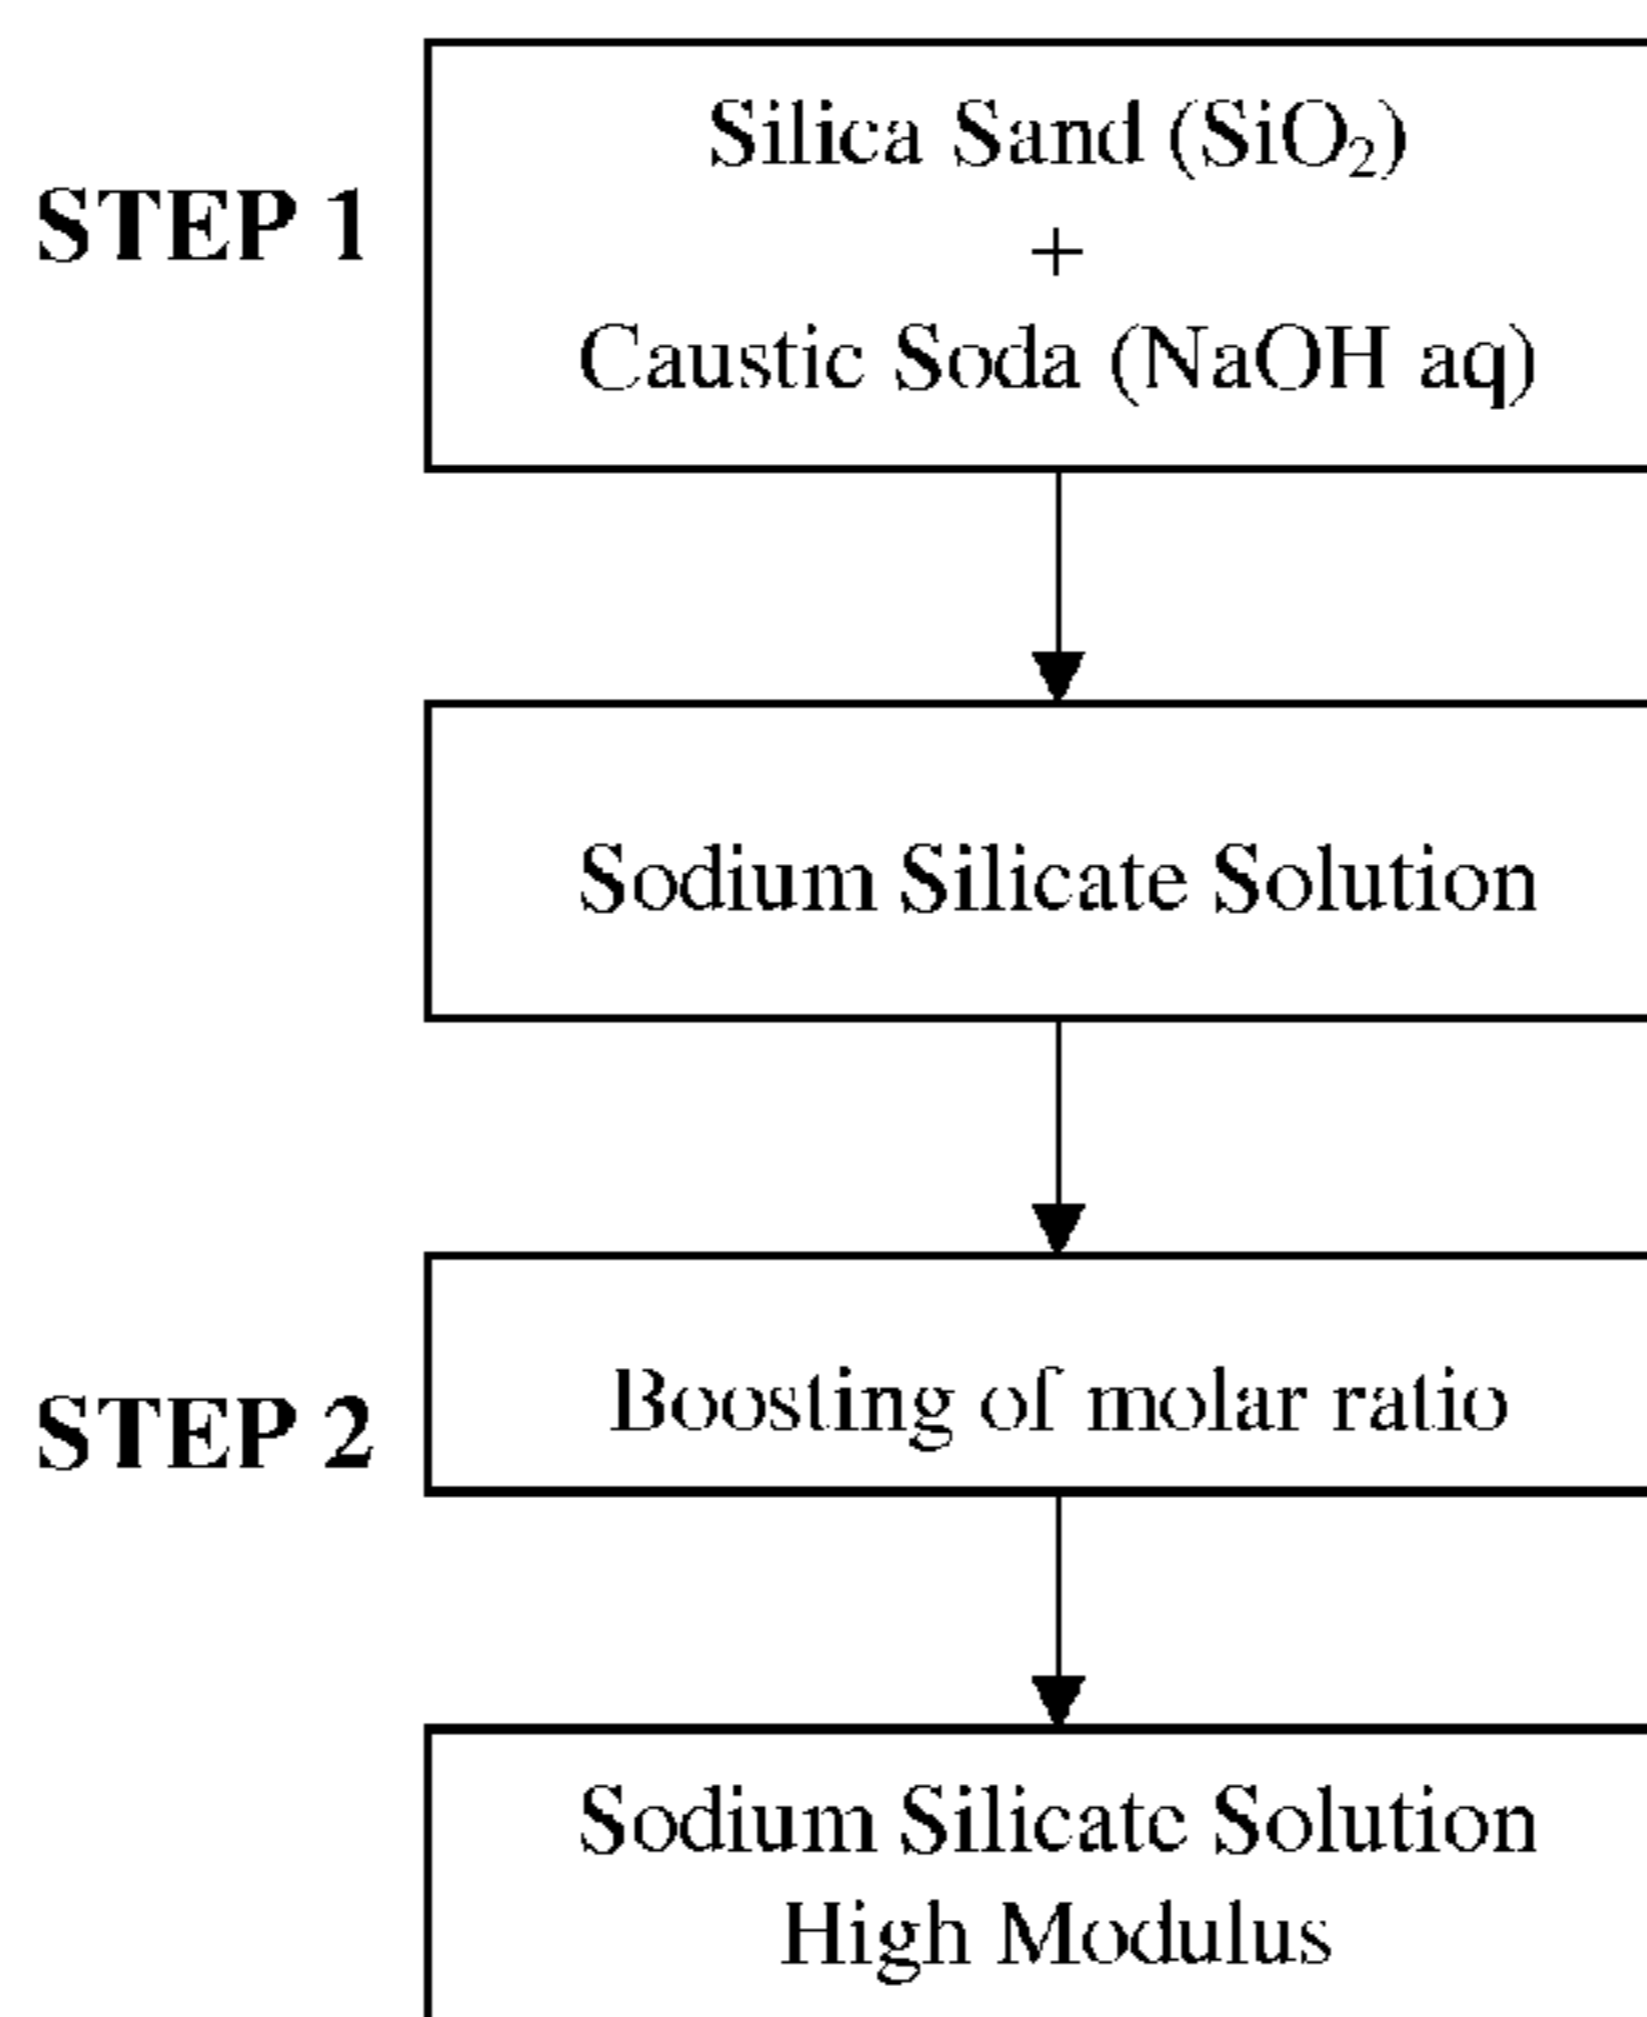 STEP 1
Silica Sand (SiO₂)
+
Caustic Soda (NaOH aq)
Sodium Silicate Solution
STEP 2
Boosting of molar ratio
Sodium Silicate Solution
High Modulus